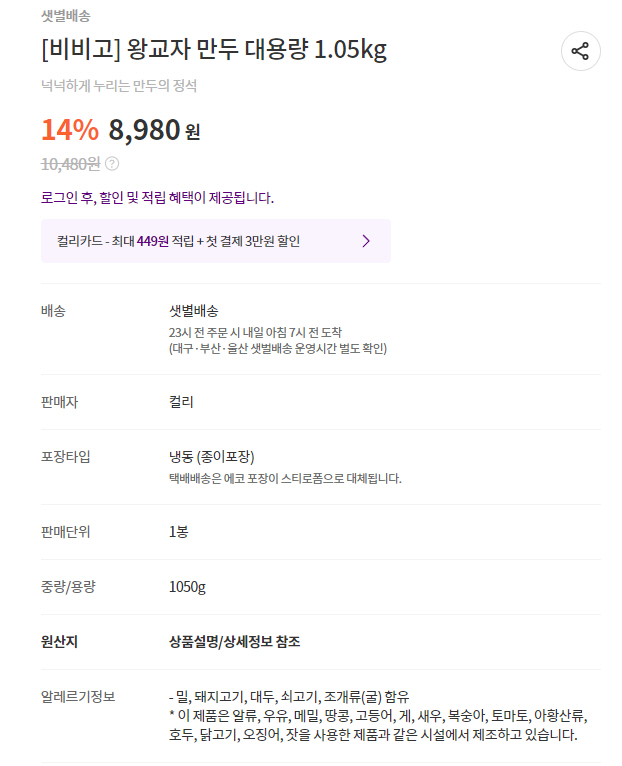 샛별배송
[비비고] 왕교자 만두 대용량 1.05kg
넉넉하게 누리는 만두의 정석
14% 8,980 원
10,480원 ?
로그인 후, 할인 및 적립 혜택이 제공됩니다.
컬리카드 - 최대 449원 적립 + 첫 결제 3만원 할인
배송 샛별배송
23시 전 주문 시 내일 아침 7시 전 도착
(대구·부산·울산 샛벌배송 운영시간 벌도 확인)
판매자 컬리
포장타입 냉동 (종이포장)
택배배송은 에코 포장이 스티로폼으로 대체됩니다.
판매단위 1봉
중량/용량 1050g
원산지 상품설명/상세정보 참조
알레르기정보 - 밀, 돼지고기, 대두, 쇠고기, 조개류(굴) 함유
* 이 제품은 알류, 우유, 메밀, 땅콩, 고등어, 게, 새우, 복숭아, 토마토, 아황산류,
호두, 닭고기, 오징어, 잣을 사용한 제품과 같은 시설에서 제조하고 있습니다.